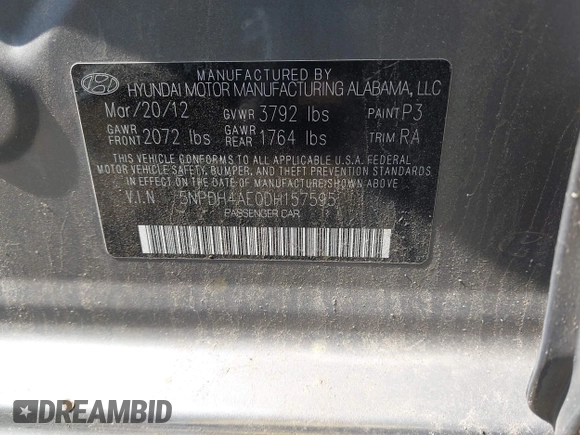 MANUFACTURED BY
HYUNDAI MOTOR MANUFACTURING ALABAMA, LLC
Mar/20/12 GVWR 3792 lbs PAINT P3
GAWR FRONT 2072 lbs GAWR REAR 1764 lbs TRIM RA
THIS VEHICLE CONFORMS TO ALL APPLICABLE U.S.A. FEDERAL
MOTOR VEHICLE SAFETY, BUMPER, AND THEFT PREVENTION STANDARDS
IN EFFECT ON THE DATE OF MANUFACTURE SHOWN ABOVE.
V.I.N 5NPDH4AE0DH157595
PASSENGER CAR
DREAMBID